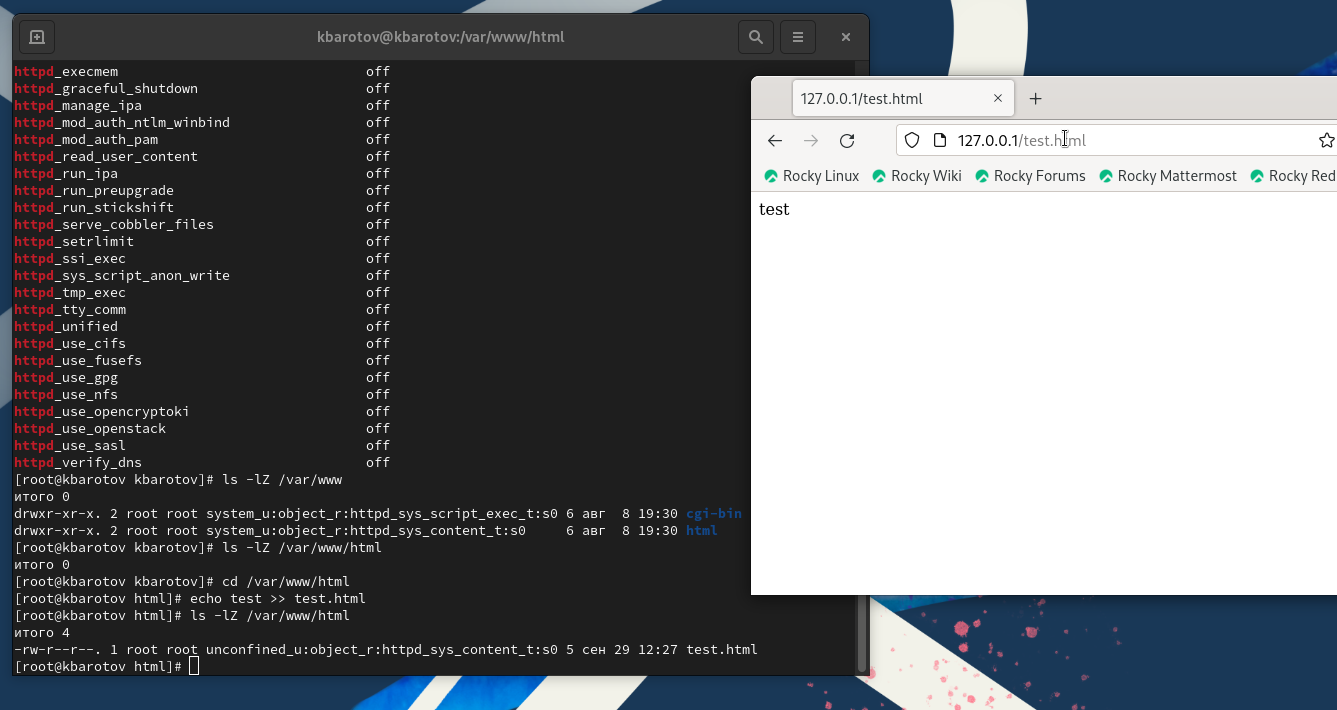 kbarotov@kbarotov:/var/www/html
httpd_execmem off
httpd_graceful_shutdown off
httpd_manage_ipa off
httpd_mod_auth_ntlm_winbind off
httpd_mod_auth_pam off
httpd_read_user_content off
httpd_run_ipa off
httpd_run_preupgrade off
httpd_run_stickshift off
httpd_serve_cobbler_files off
httpd_setrlimit off
httpd_ssi_exec off
httpd_sys_script_anon_write off
httpd_tmp_exec off
httpd_tty_comm off
httpd_unified off
httpd_use_cifs off
httpd_use_fusefs off
httpd_use_gpg off
httpd_use_nfs off
httpd_use_opencryptoki off
httpd_use_openstack off
httpd_use_sasl off
httpd_verify_dns off
[root@kbarotov kbarotov]# ls -lZ /var/www
итого 0
drwxr-xr-x. 2 root root system_u:object_r:httpd_sys_script_exec_t:s0 6 авг  8 19:30 cgi-bin
drwxr-xr-x. 2 root root system_u:object_r:httpd_sys_content_t:s0     6 авг  8 19:30 html
[root@kbarotov kbarotov]# ls -lZ /var/www/html
итого 0
[root@kbarotov kbarotov]# cd /var/www/html
[root@kbarotov html]# echo test >> test.html
[root@kbarotov html]# ls -lZ /var/www/html
итого 4
-rw-r--r--. 1 root root unconfined_u:object_r:httpd_sys_content_t:s0 5 сен 29 12:27 test.html
[root@kbarotov html]#
127.0.0.1/test.html
127.0.0.1/test.html
Rocky Linux Rocky Wiki Rocky Forums Rocky Mattermost Rocky Red
test